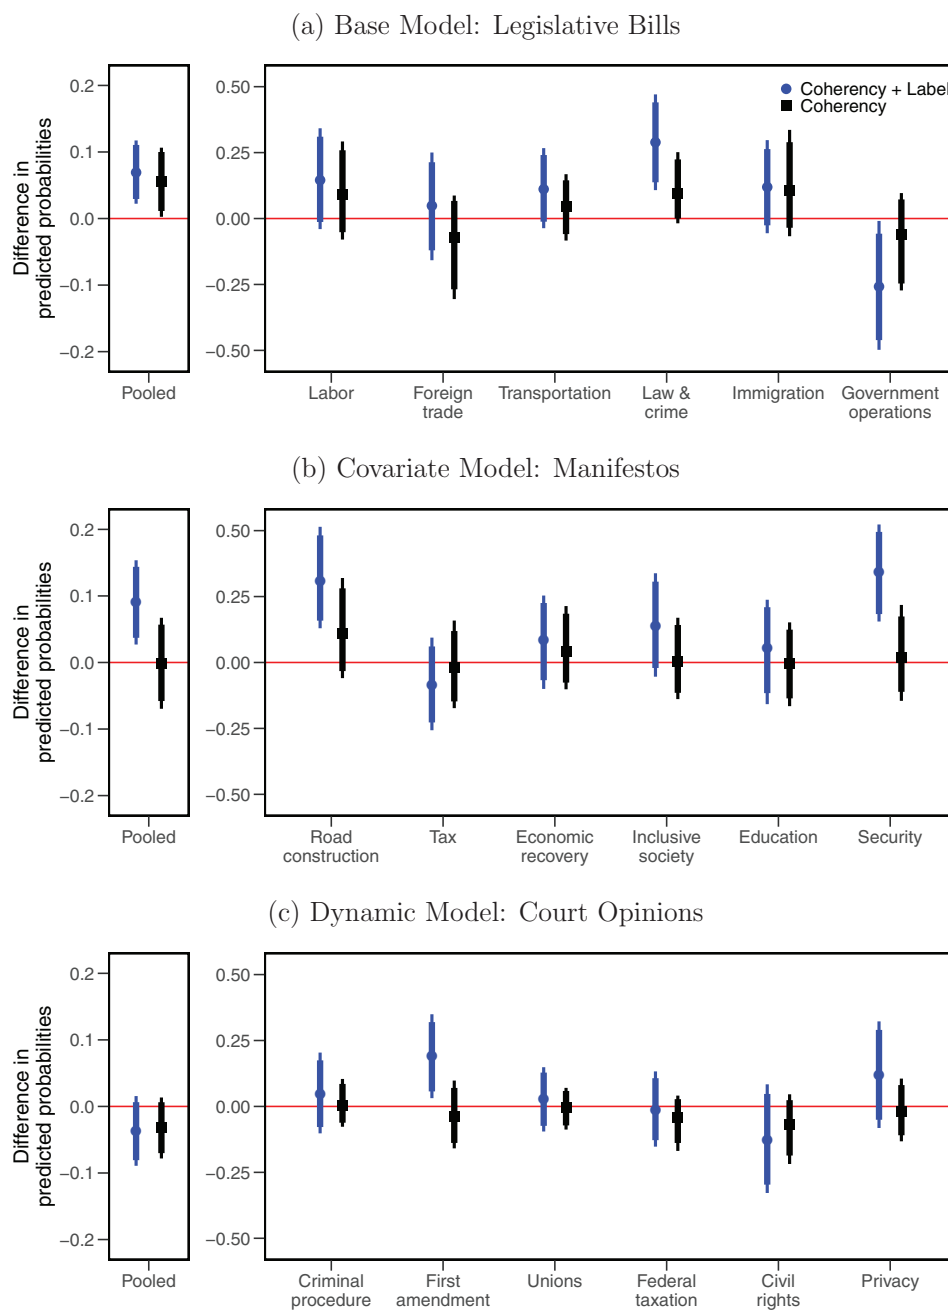 (a) Base Model: Legislative Bills
Difference in
predicted probabilities
0.2
0.1
0.0
−0.1
−0.2
Pooled
0.50
0.25
0.00
−0.25
−0.50
Coherency + Label
Coherency
Labor
Foreign
trade
Transportation
Law &
crime
Immigration
Government
operations
(b) Covariate Model: Manifestos
Difference in
predicted probabilities
0.2
0.1
0.0
−0.1
−0.2
Pooled
0.50
0.25
0.00
−0.25
−0.50
Road
construction
Tax
Economic
recovery
Inclusive
society
Education
Security
(c) Dynamic Model: Court Opinions
Difference in
predicted probabilities
0.2
0.1
0.0
−0.1
−0.2
Pooled
0.50
0.25
0.00
−0.25
−0.50
Criminal
procedure
First
amendment
Unions
Federal
taxation
Civil
rights
Privacy